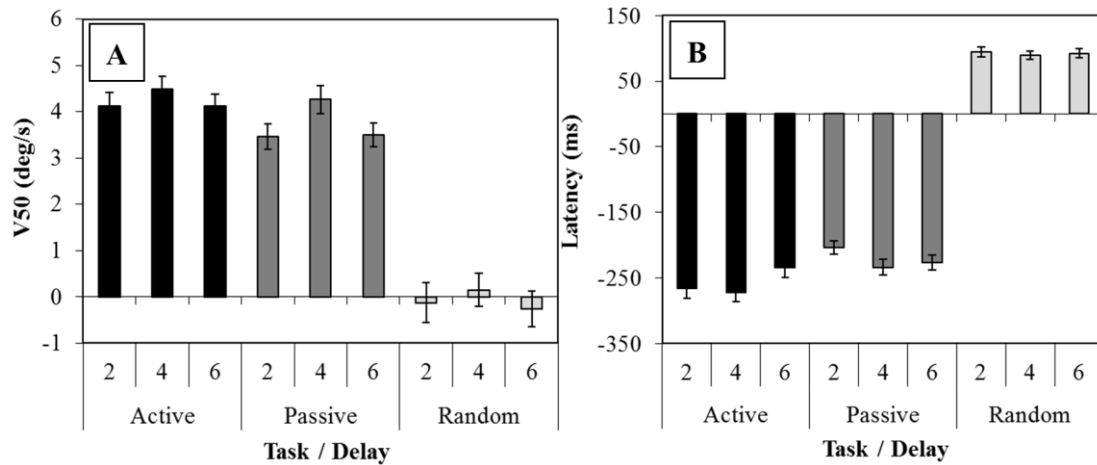 A
V50 (deg/s)
6
5
4
3
2
1
0
-1
2 4 6 2 4 6 2 4 6
Active Passive Random
Task / Delay
B
Latency (ms)
150
50
-50
-150
-250
-350
2 4 6 2 4 6 2 4 6
Active Passive Random
Task / Delay